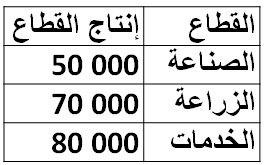 القطاع إنتاج القطاع
الصناعة 50 000
الزراعة 70 000
الخدمات 80 000